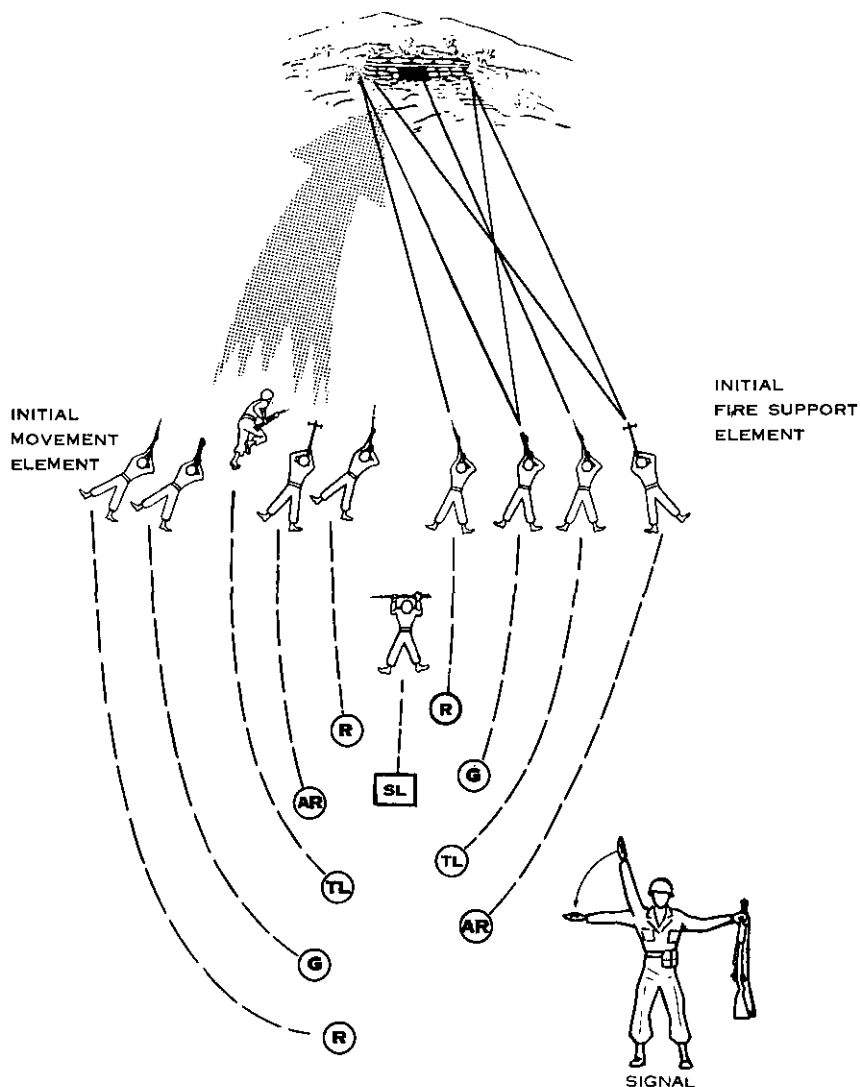 INITIAL
MOVEMENT
ELEMENT
INITIAL
FIRE SUPPORT
ELEMENT
R
R
G
SL
AR
TL
TL
AR
G
R
SIGNAL